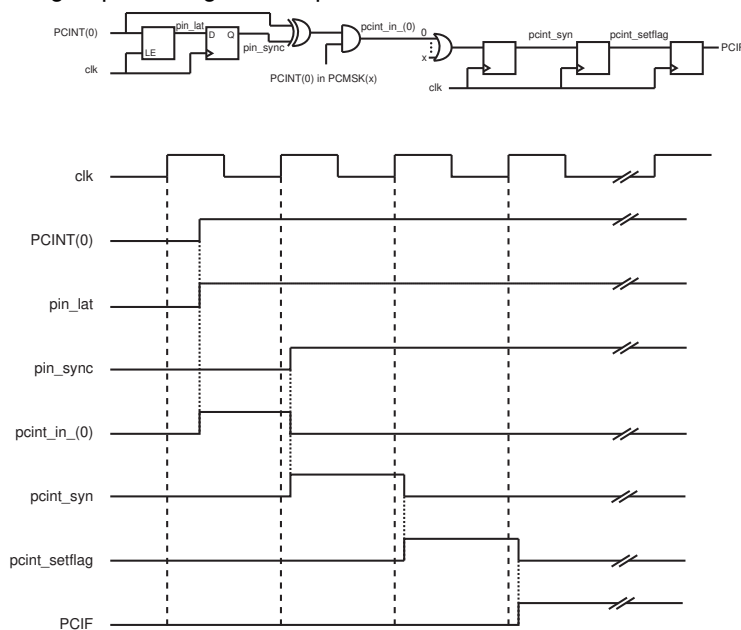 PCINT(0)
pin_lat
D Q
LE
pin_sync
clk
PCINT(0) in PCMSK(x)
pcint_in_(0)
0
x
clk
pcint_syn
pcint_setflag
PCIF
clk
PCINT(0)
pin_lat
pin_sync
pcint_in_(0)
pcint_syn
pcint_setflag
PCIF